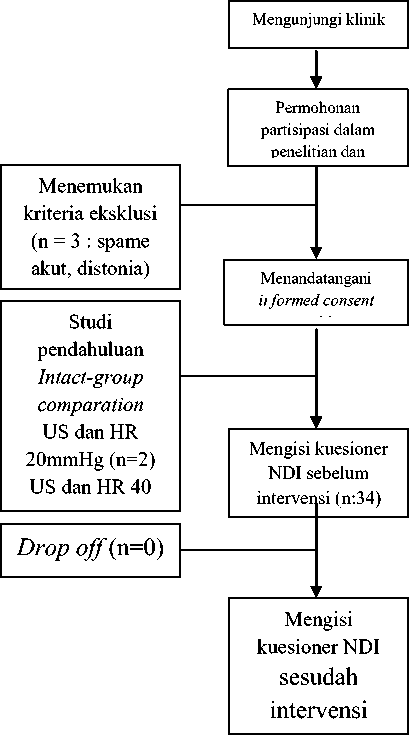 Mengunjungi klinik
Permohonan
partisipasi dalam
penelitian dan
Menemukan
kriteria eksklusi
(n = 3 : spame
akut, distonia)
Menandatangani
informed consent
Studi
pendahuluan
Intact-group
comparation
US dan HR
20mmHg (n=2)
US dan HR 40
Mengisi kuesioner
NDI sebelum
intervensi (n:34)
Drop off (n=0)
Mengisi
kuesioner NDI
sesudah
intervensi